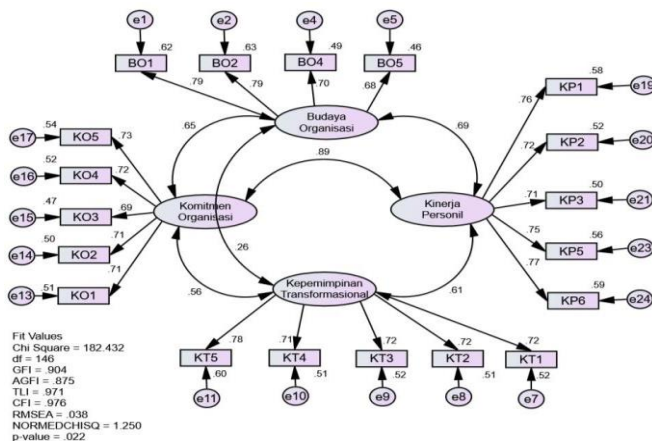 e1
e2
e4
e5
.62
.63
.49
.46
BO1
BO2
BO4
BO5
.79
.79
.70
.68
Budaya
Organisasi
e17
.54
KO5
.73
e16
.52
KO4
.72
e15
.47
KO3
.69
e14
.50
KO2
.71
e13
.51
KO1
.71
Komitmen
Organisasi
.65
.69
.89
.26
.56
.61
Kinerja
Personil
.76
KP1
.58
e19
.72
KP2
.52
e20
.71
KP3
.50
e21
.75
KP5
.56
e23
.77
KP6
.59
e24
Kepemimpinan
Transformasional
.78
.71
.72
.72
.72
KT5
KT4
KT3
KT2
KT1
.60
.51
.52
.51
.52
e11
e10
e9
e8
e7
Fit Values
Chi Square = 182.432
df = 146
GFI = .904
AGFI = .875
TLI = .971
CFI = .976
RMSEA = .038
NORMEDCHISQ = 1.250
p-value = .022